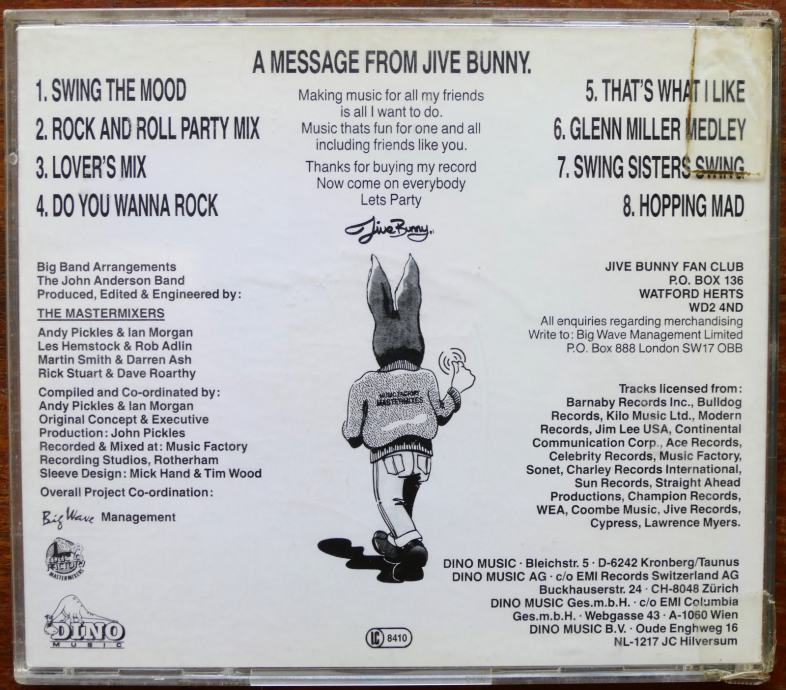 A MESSAGE FROM JIVE BUNNY.
1. SWING THE MOOD
2. ROCK AND ROLL PARTY MIX
3. LOVER'S MIX
4. DO YOU WANNA ROCK
Making music for all my friends
is all I want to do.
Music thats fun for one and all
including friends like you.
Thanks for buying my record
Now come on everybody
Lets Party
Jive Bunny
5. THAT'S WHAT I LIKE
6. GLENN MILLER MEDLEY
7. SWING SISTERS SWING
8. HOPPING MAD
Big Band Arrangements
The John Anderson Band
Produced, Edited & Engineered by:
THE MASTERMIXERS
Andy Pickles & Ian Morgan
Les Hemstock & Rob Adlin
Martin Smith & Darren Ash
Rick Stuart & Dave Roarthy
Compiled and Co-ordinated by:
Andy Pickles & Ian Morgan
Original Concept & Executive
Production: John Pickles
Recorded & Mixed at: Music Factory
Recording Studios, Rotherham
Sleeve Design: Mick Hand & Tim Wood
Overall Project Co-ordination:
Big Wave Management
MASTERMIXERS
DINO
MUSIC
MUSIC FACTORY
MASTERMIXES
JIVE BUNNY FAN CLUB
P.O. BOX 136
WATFORD HERTS
WD2 4ND
All enquiries regarding merchandising
Write to: Big Wave Management Limited
P.O. Box 888 London SW17 OBB
Tracks licensed from:
Barnaby Records Inc., Bulldog
Records, Kilo Music Ltd., Modern
Records, Jim Lee USA, Continental
Communication Corp., Ace Records,
Celebrity Records, Music Factory,
Sonet, Charley Records International,
Sun Records, Straight Ahead
Productions, Champion Records,
WEA, Coombe Music, Jive Records,
Cypress, Lawrence Myers.
DINO MUSIC · Bleichstr. 5 · D-6242 Kronberg/Taunus
DINO MUSIC AG · c/o EMI Records Switzerland AG
Buckhauserstr. 24 · CH-8048 Zürich
DINO MUSIC Ges.m.b.H. · c/o EMI Columbia
Ges.m.b.H. · Webgasse 43 · A-1060 Wien
DINO MUSIC B.V. · Oude Enghweg 16
NL-1217 JC Hilversum
LC 8410